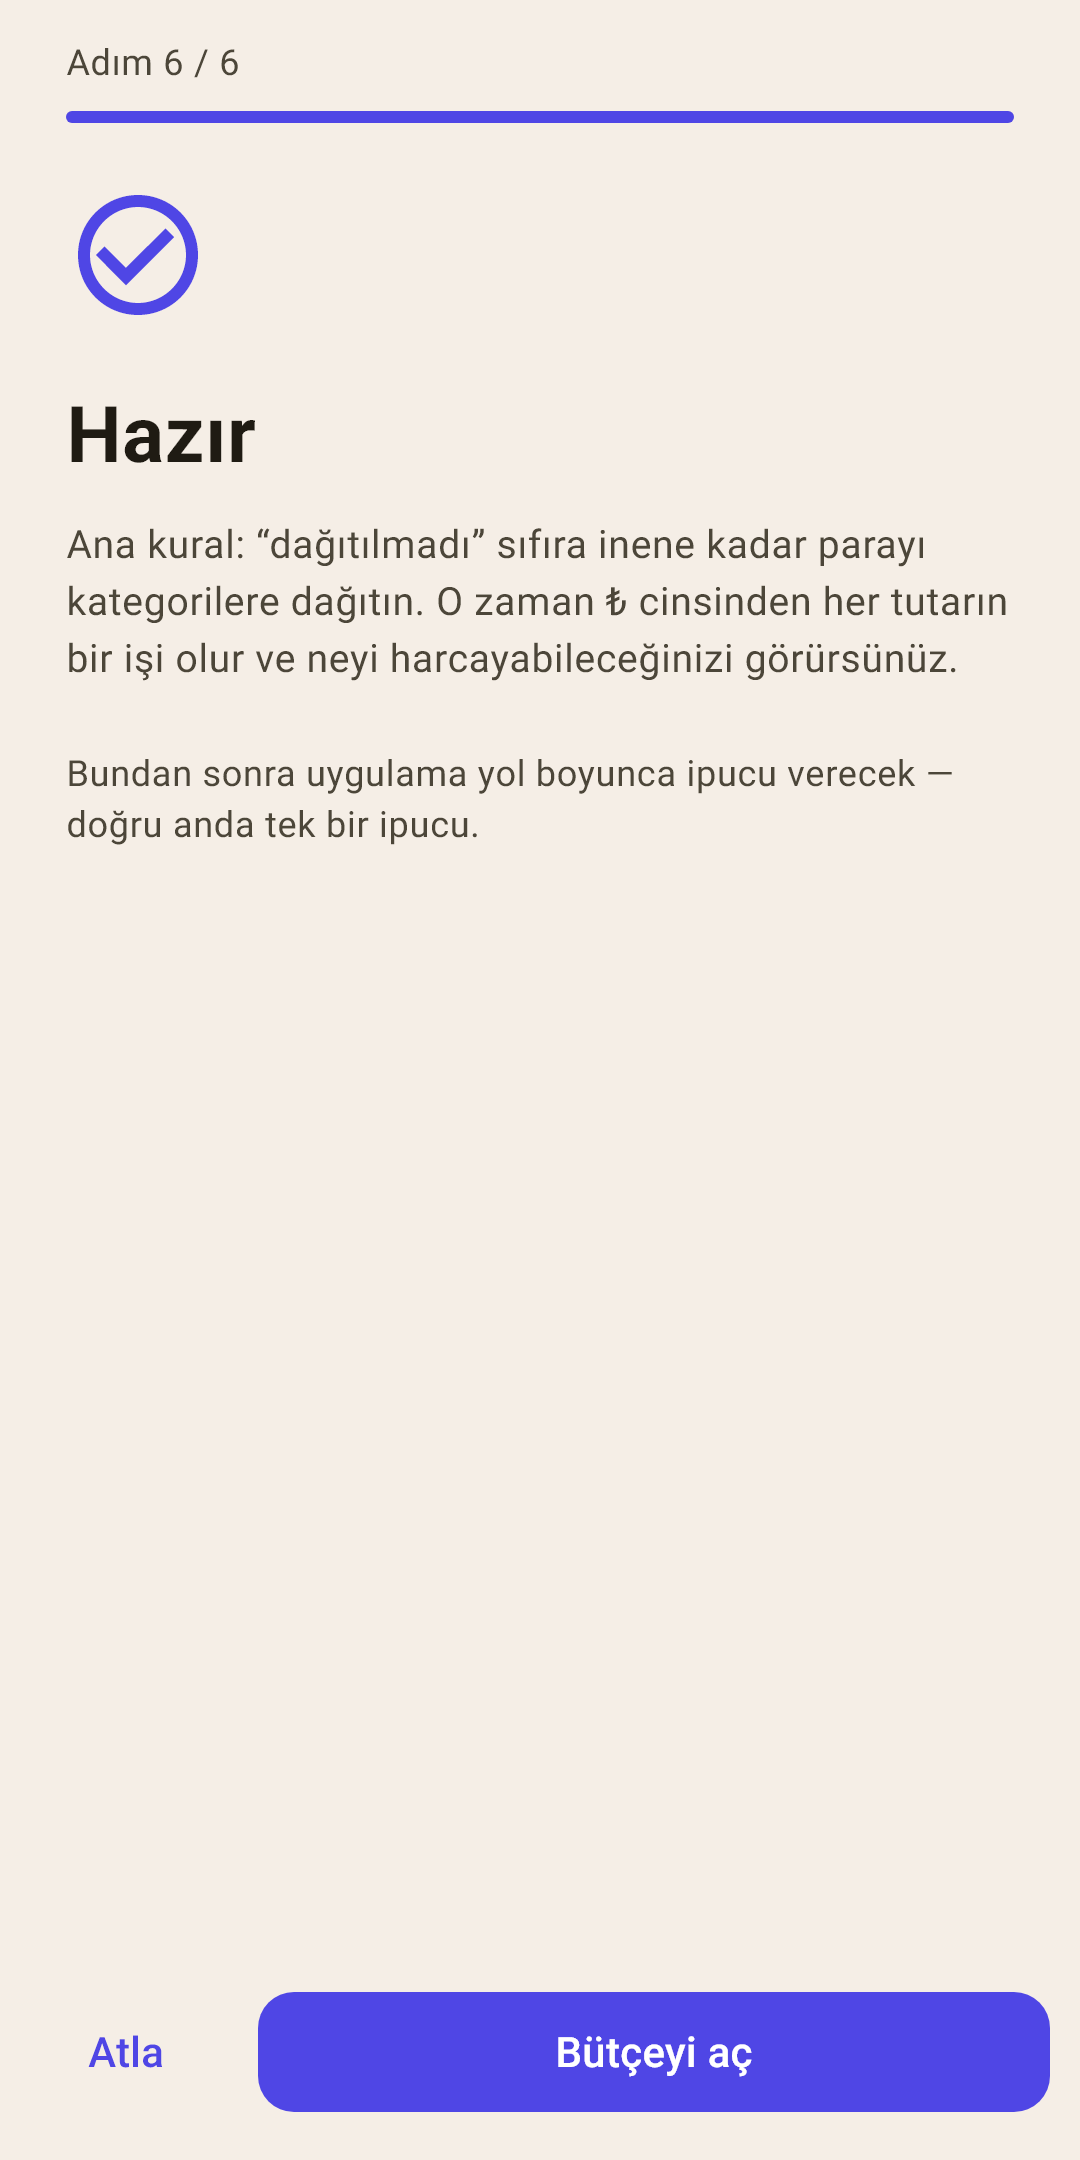 Adım 6 / 6
Hazır
Ana kural: “dağıtılmadı” sıfıra inene kadar parayı
kategorilere dağıtın. O zaman ₺ cinsinden her tutarın
bir işi olur ve neyi harcayabileceğinizi görürsünüz.
Bundan sonra uygulama yol boyunca ipucu verecek —
doğru anda tek bir ipucu.
Atla
Bütçeyi aç